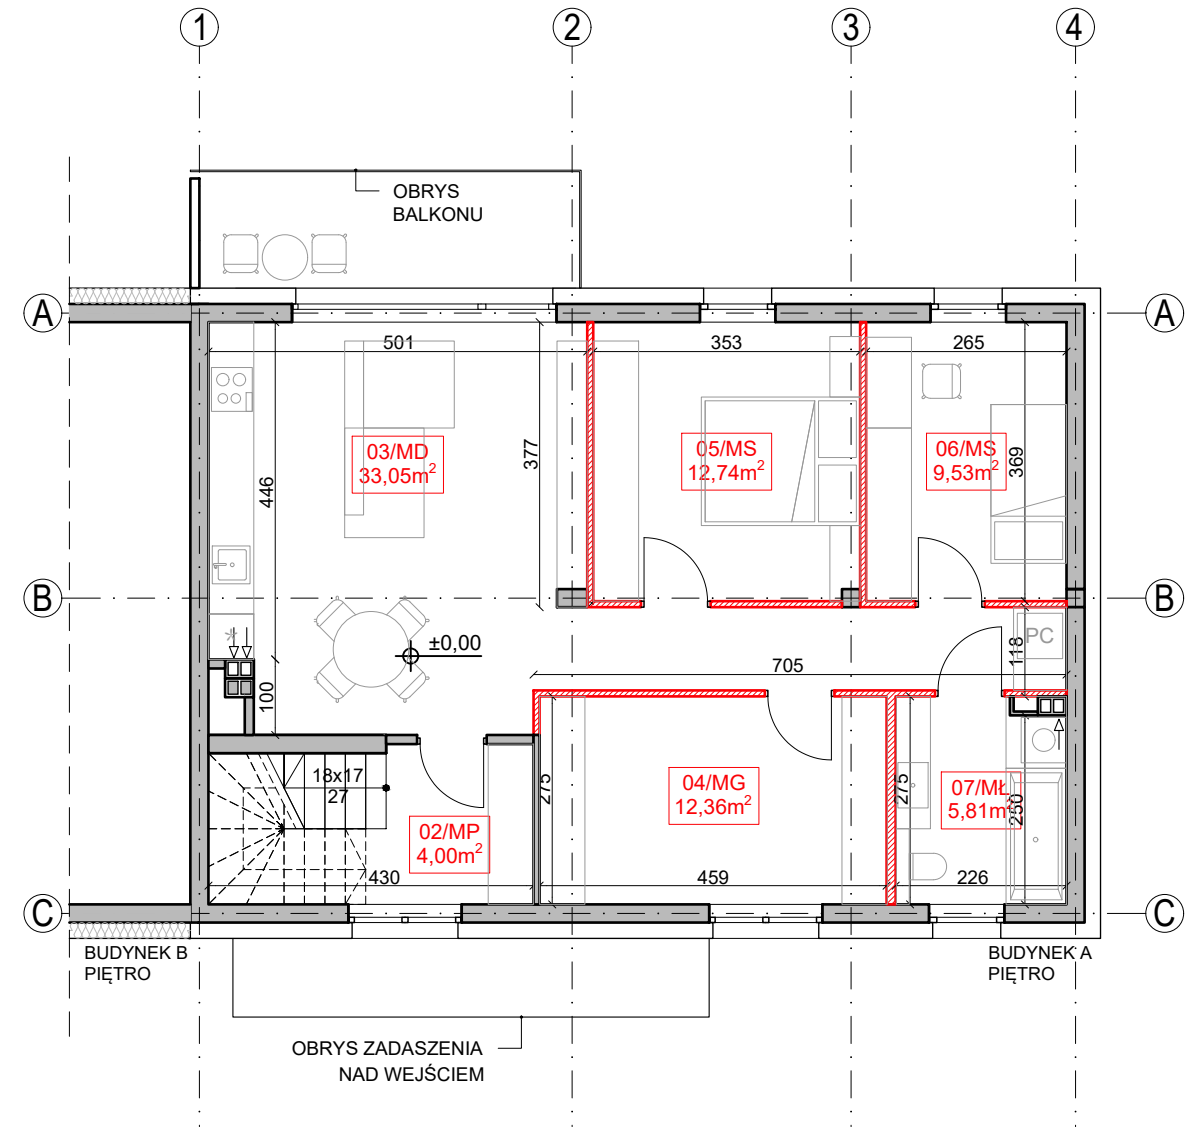 1
2
3
4
OBRYS
BALKONU
A
A
501
353
265
03/MD
33,05m²
05/MS
12,74m²
06/MS
9,53m²
377
369
446
B
B
±0,00
PC
118
705
100
18x17
27
275
04/MG
12,36m²
275
07/MŁ
5,81m²
250
02/MP
4,00m²
430
459
226
C
C
BUDYNEK B
PIĘTRO
BUDYNEK A
PIĘTRO
OBRYS ZADASZENIA
NAD WEJŚCIEM